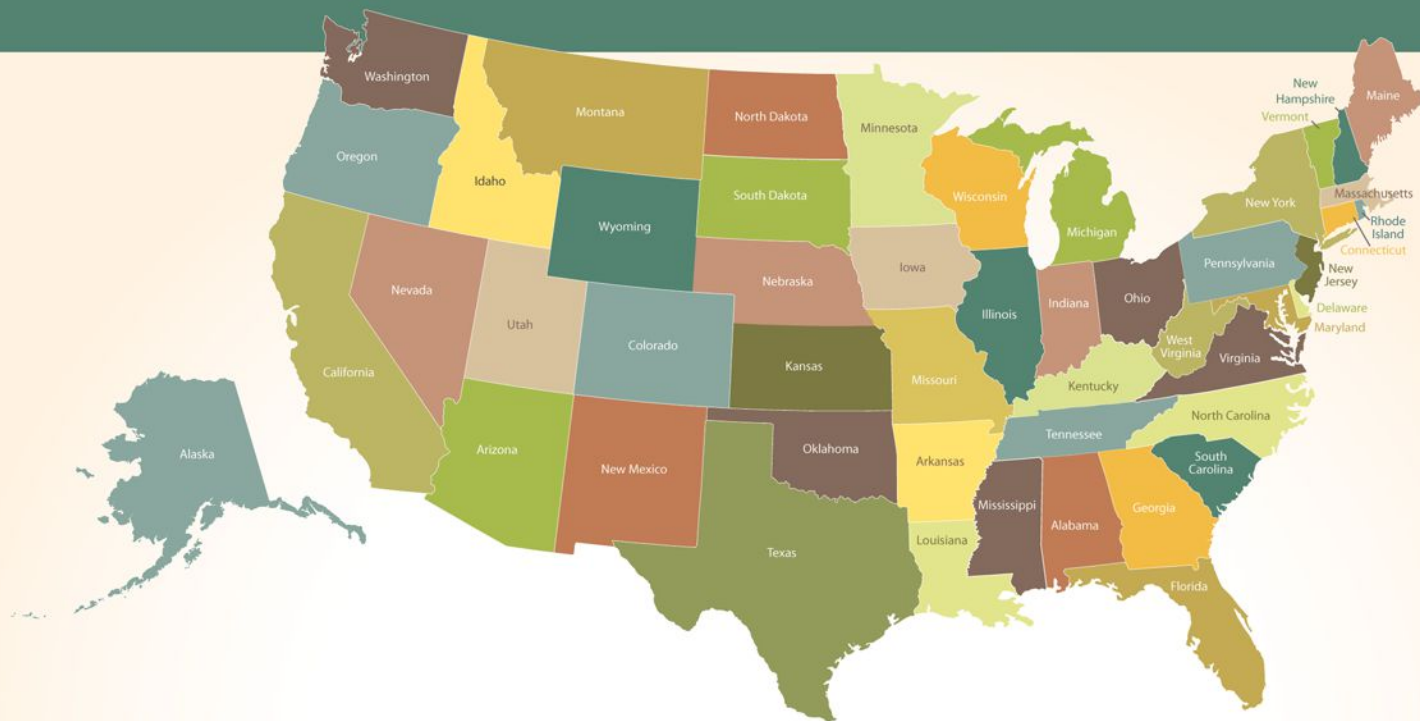 Washington
Montana
North Dakota
Minnesota
New
Hampshire
Vermont
Maine
Oregon
Idaho
South Dakota
Wisconsin
Michigan
New York
Massachusetts
Rhode
Island
Connecticut
Wyoming
Nebraska
Iowa
Pennsylvania
New
Jersey
Nevada
Utah
Colorado
Illinois
Indiana
Ohio
Delaware
Maryland
California
Kansas
Missouri
Kentucky
West
Virginia
Virginia
Alaska
Arizona
New Mexico
Oklahoma
Arkansas
Tennessee
North Carolina
South
Carolina
Texas
Louisiana
Mississippi
Alabama
Georgia
Florida